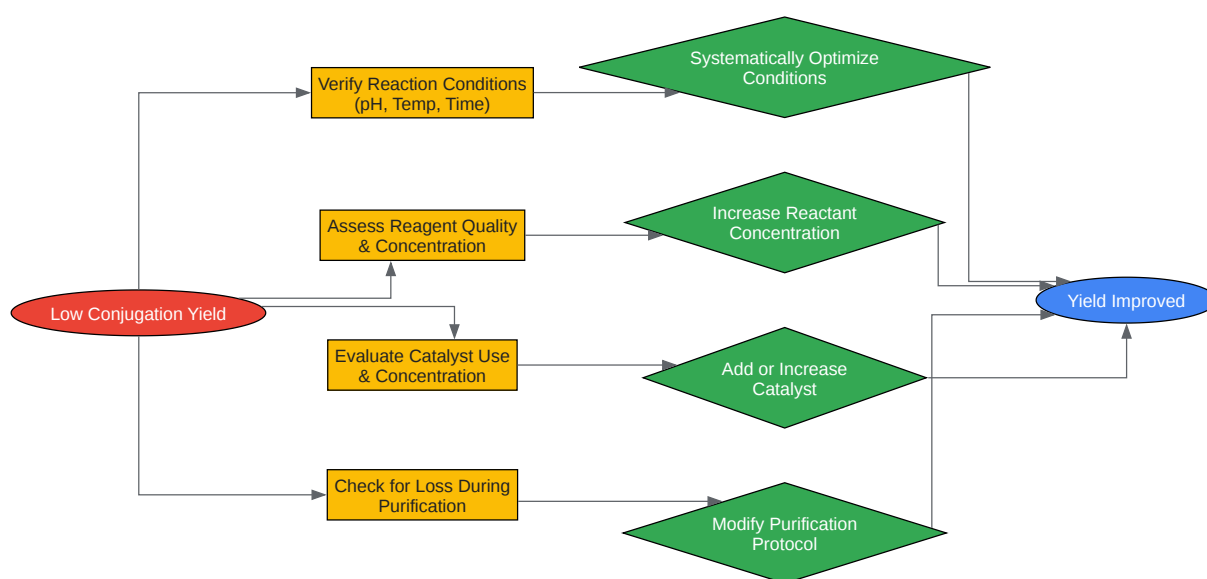 Low Conjugation Yield
Verify Reaction Conditions
(pH, Temp, Time)
Systematically Optimize
Conditions
Assess Reagent Quality
& Concentration
Increase Reactant
Concentration
Evaluate Catalyst Use
& Concentration
Add or Increase
Catalyst
Check for Loss During
Purification
Modify Purification
Protocol
Yield Improved